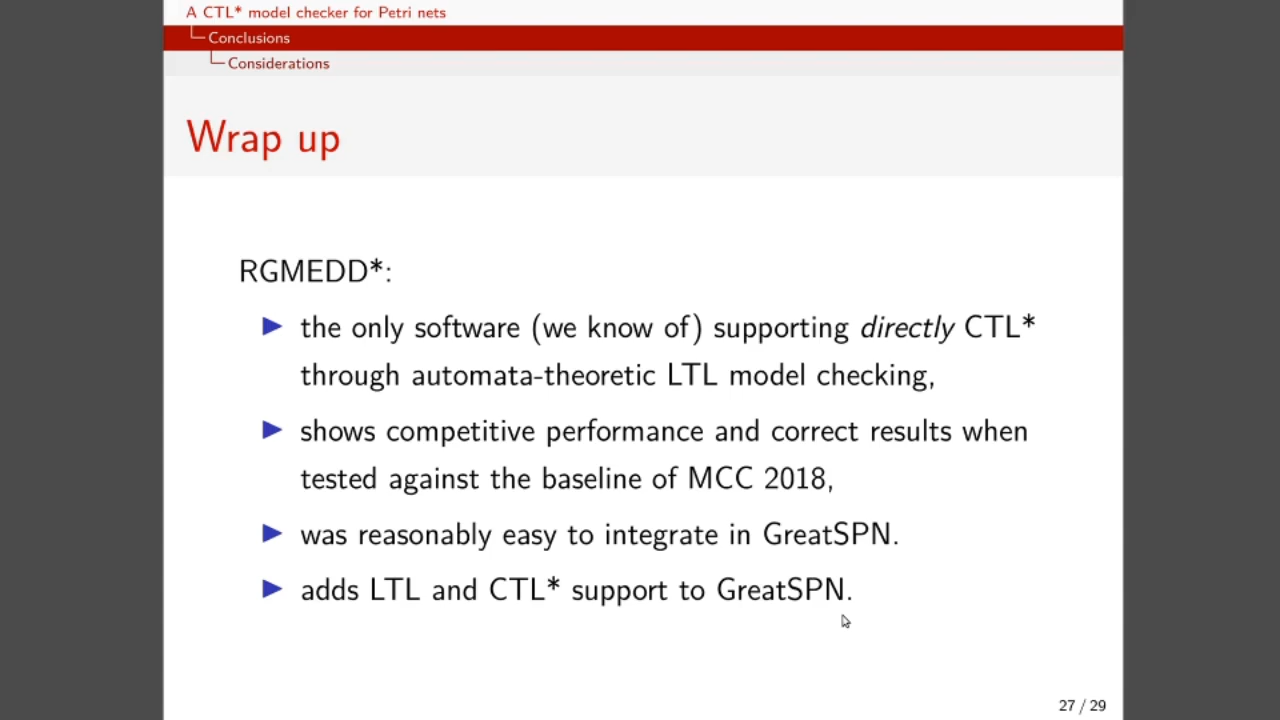 A CTL* model checker for Petri nets
Conclusions
Considerations
Wrap up
RGMEDD*:
the only software (we know of) supporting directly CTL*
through automata-theoretic LTL model checking,
shows competitive performance and correct results when
tested against the baseline of MCC 2018,
was reasonably easy to integrate in GreatSPN.
adds LTL and CTL* support to GreatSPN.
27 / 29